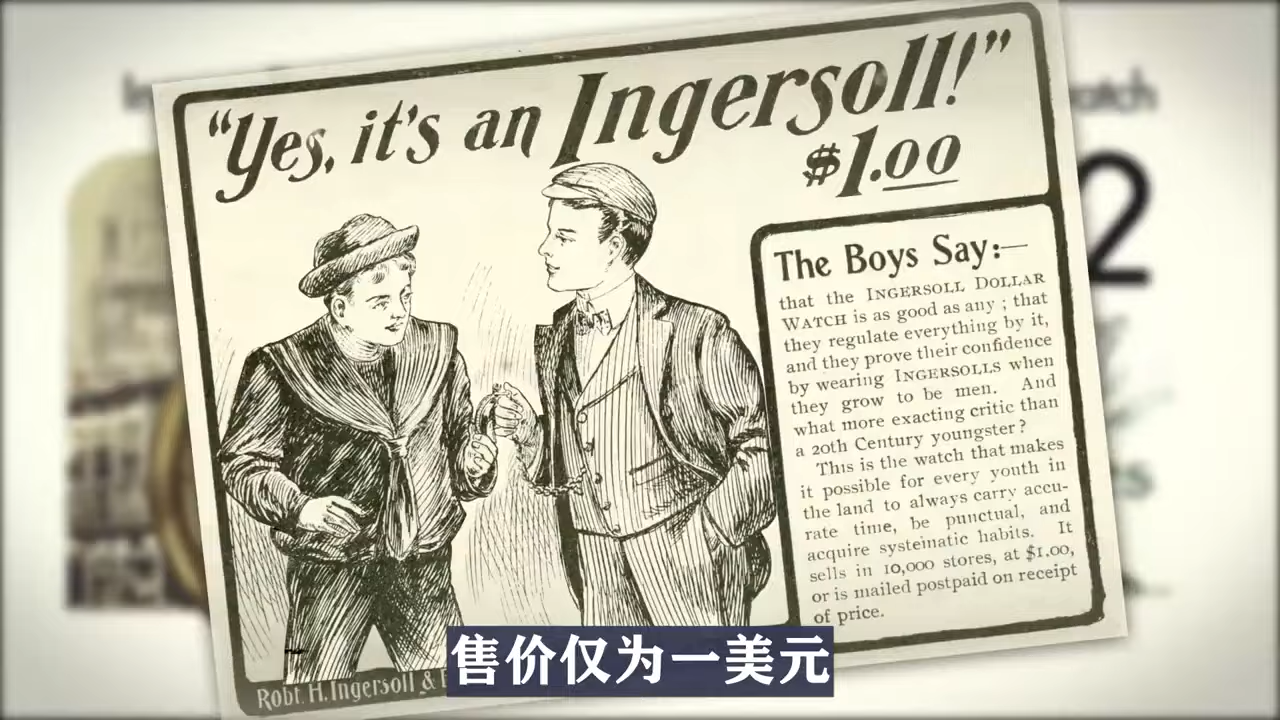 “Yes, it's an Ingersoll!”
$1.00
The Boys Say:—
that the INGERSOLL DOLLAR
WATCH is as good as any ; that
they regulate everything by it,
and they prove their confidence
by wearing INGERSOLLS when
they grow to be men. And
what more exacting critic than
a 20th Century youngster?
This is the watch that makes
it possible for every youth in
the land to always carry accu-
rate time, be punctual, and
acquire systematic habits. It
sells in 10,000 stores, at $1.00,
or is mailed postpaid on receipt
of price.
Robt. H. Ingersoll &
售价仅为一美元
2